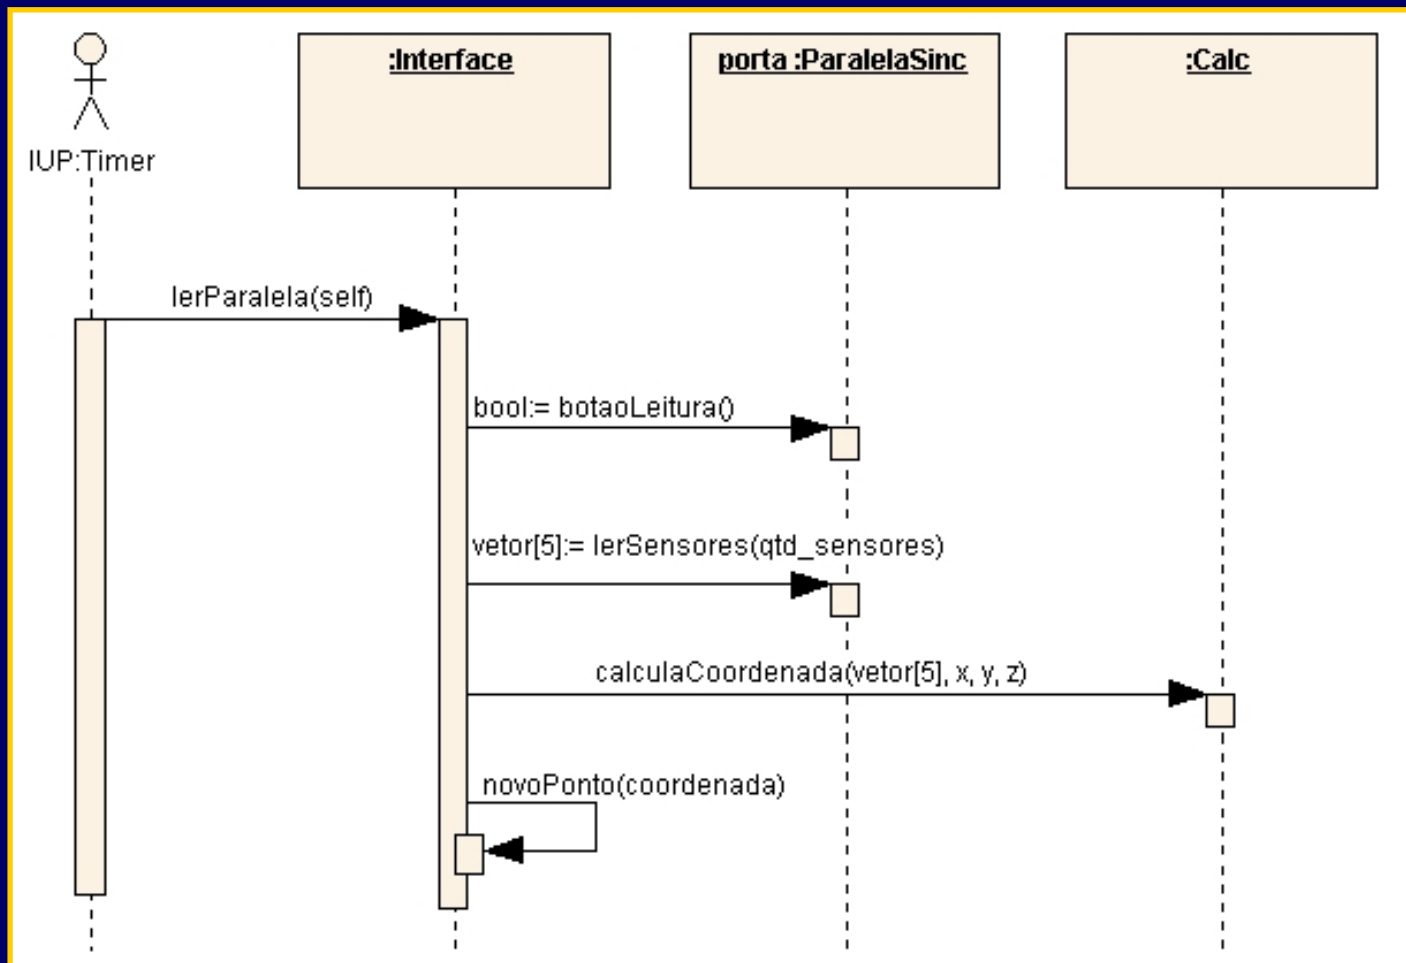 :Interface
porta :ParalelaSinc
:Calc
IUP:Timer
lerParalela(self)
bool:= botaoLeitura()
vetor[5]:= lerSensores(qtd_sensores)
calculaCoordenada(vetor[5], x, y, z)
novoPonto(coordenada)